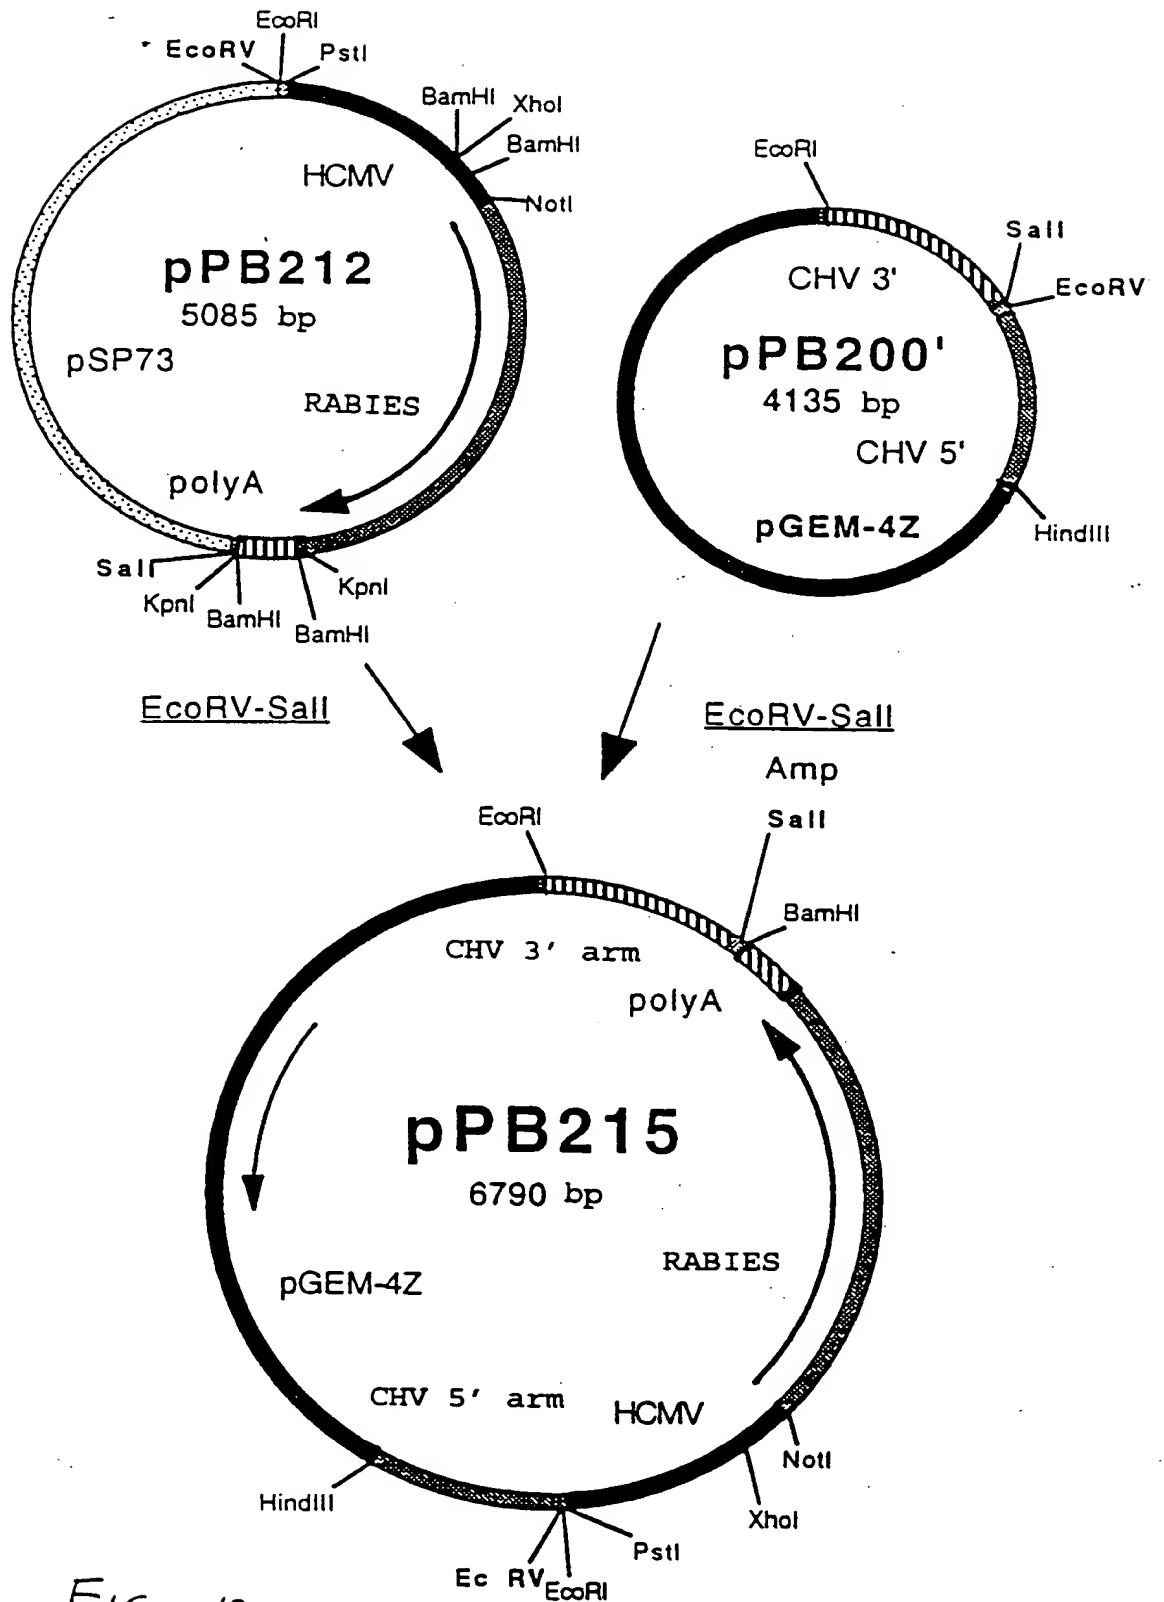 EcoRI
EcoRV
PstI
BamHI
XhoI
BamHI
NotI
HCMV
pPB212
5085 bp
pSP73
RABIES
polyA
SalI
KpnI
BamHI
BamHI
KpnI
EcoRI
SalI
EcoRV
CHV 3'
pPB200'
4135 bp
CHV 5'
pGEM-4Z
HindIII
EcoRV-SalI
EcoRV-SalI
Amp
EcoRI
SalI
BamHI
CHV 3' arm
polyA
pPB215
6790 bp
RABIES
pGEM-4Z
CHV 5' arm
HCMV
NotI
XhoI
HindIII
PstI
Ec RV
EcoRI